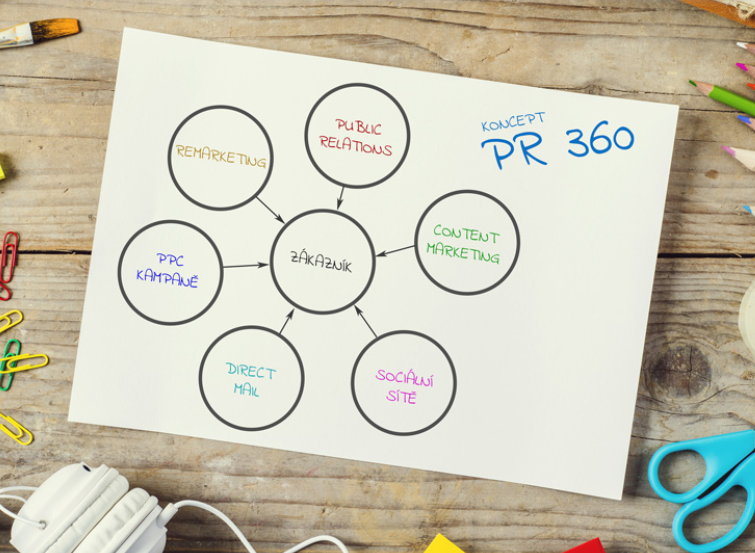 KONCEPT
PR 360
PUBLIC
RELATIONS
REMARKETING
CONTENT
MARKETING
ZÁKAZNÍK
PPC
KAMPANĚ
DIRECT
MAIL
SOCIÁLNÍ
SÍTĚ